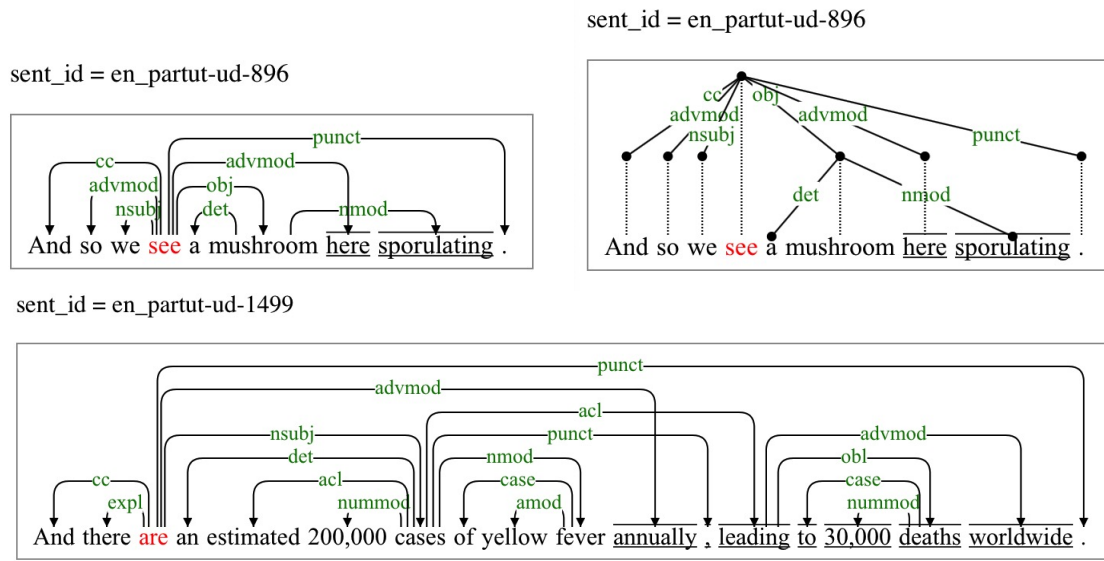 sent_id = en_partut-ud-896
punct
cc advmod
advmod obj
nsubj det nmod
And so we see a mushroom here sporulating .
sent_id = en_partut-ud-896
cc obj
advmod advmod
nsubj punct
det nmod
And so we see a mushroom here sporulating .
sent_id = en_partut-ud-1499
punct
advmod
acl
nsubj punct advmod
det nmod obl
cc acl case case
expl nummod amod nummod
And there are an estimated 200,000 cases of yellow fever annually , leading to 30,000 deaths worldwide .